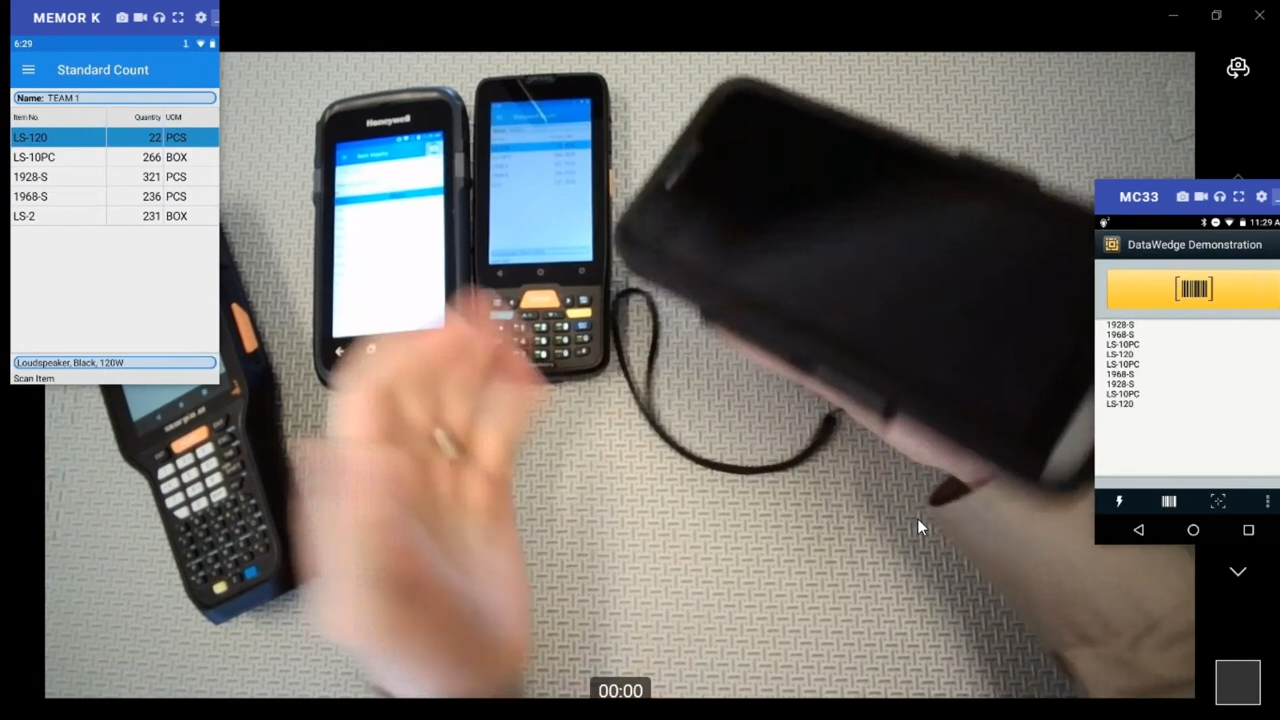 MEMOR K
6:29
Standard Count
Name: TEAM 1
Item No. Quantity UOM
LS-120 22 PCS
LS-10PC 266 BOX
1928-S 321 PCS
1968-S 236 PCS
LS-2 231 BOX
Loudspeaker, Black, 120W
Scan Item
Honeywell
MC33
11:29 A
DataWedge Demonstration
1928-S
1968-S
LS-10PC
LS-120
LS-10PC
1968-S
1928-S
LS-10PC
LS-120
00:00